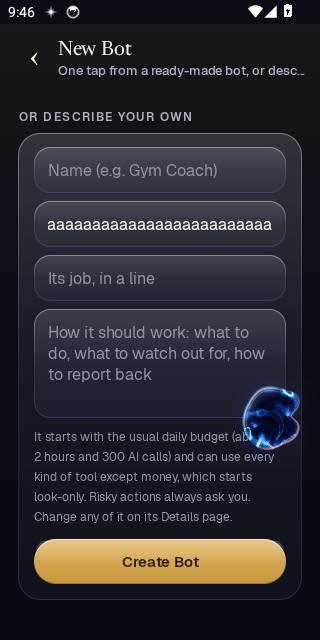 9:46
New Bot
One tap from a ready-made bot, or desc...
OR DESCRIBE YOUR OWN
Name (e.g. Gym Coach)
aaaaaaaaaaaaaaaaaaaaaaaaa
Its job, in a line
How it should work: what to
do, what to watch out for, how
to report back
It starts with the usual daily budget
2 hours and 300 AI calls) and can use every
kind of tool except money, which starts
look-only. Risky actions always ask you.
Change any of it on its Details page.
Create Bot